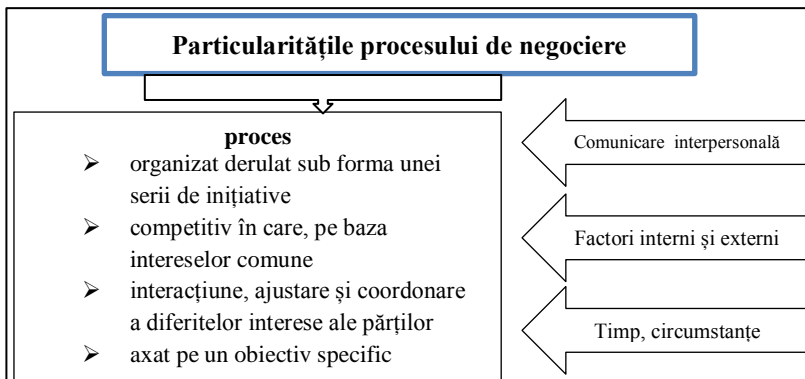 Particularitățile procesului de negociere
proces
➢ organizat derulat sub forma unei
serii de inițiative
➢ competitiv în care, pe baza
intereselor comune
➢ interacțiune, ajustare și coordonare
a diferitelor interese ale părților
➢ axat pe un obiectiv specific
Comunicare interpersonală
Factori interni și externi
Timp, circumstanțe